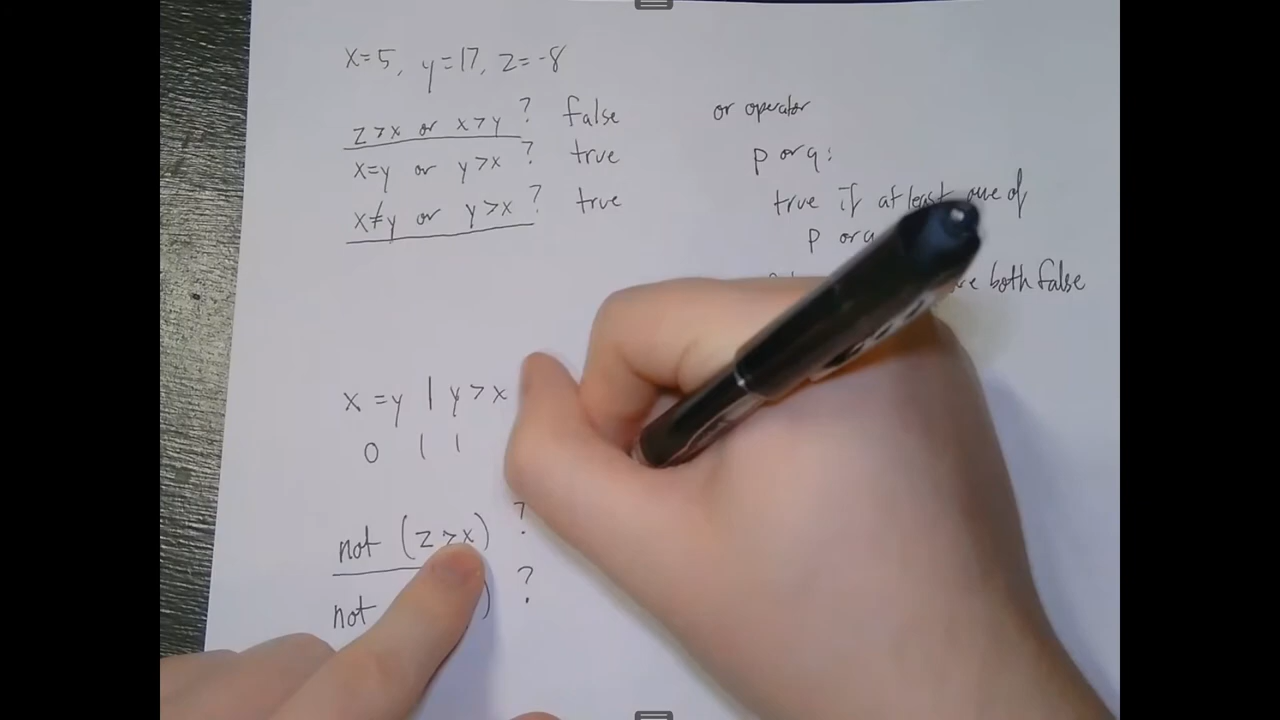 x=5, y=17, z=-8
z>x or x>y ? false
x=y or y>x ? true
x≠y or y>x ? true
or operator
p or q:
true if at least one of
p or q
both false
x=y | y>x
0 | 1
not (z>x) ?
not ) ?